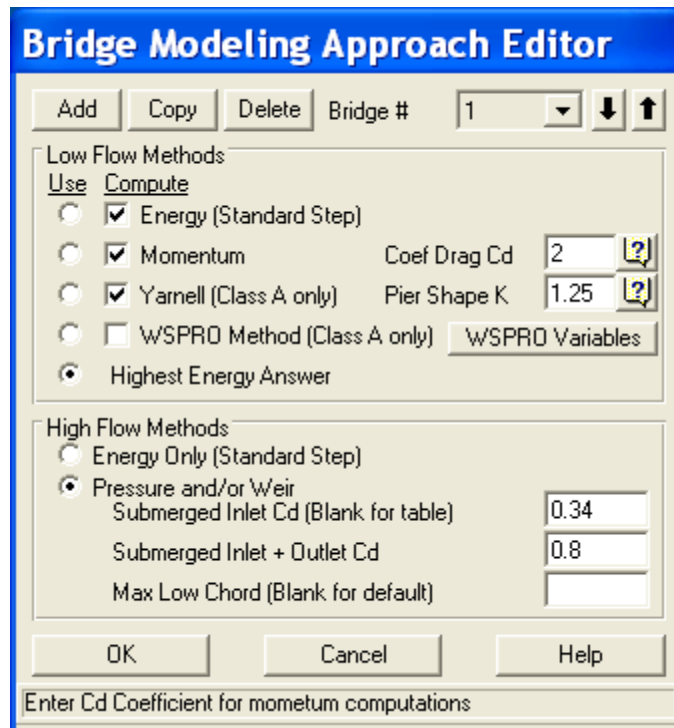 Bridge Modeling Approach Editor
Add Copy Delete Bridge # 1
Low Flow Methods
Use Compute
Energy (Standard Step)
Momentum Coef Drag Cd 2 ?
Yarnell (Class A only) Pier Shape K 1.25 ?
WSPRO Method (Class A only) WSPRO Variables
Highest Energy Answer
High Flow Methods
Energy Only (Standard Step)
Pressure and/or Weir
Submerged Inlet Cd (Blank for table) 0.34
Submerged Inlet + Outlet Cd 0.8
Max Low Chord (Blank for default)
OK Cancel Help
Enter Cd Coefficient for mometum computations